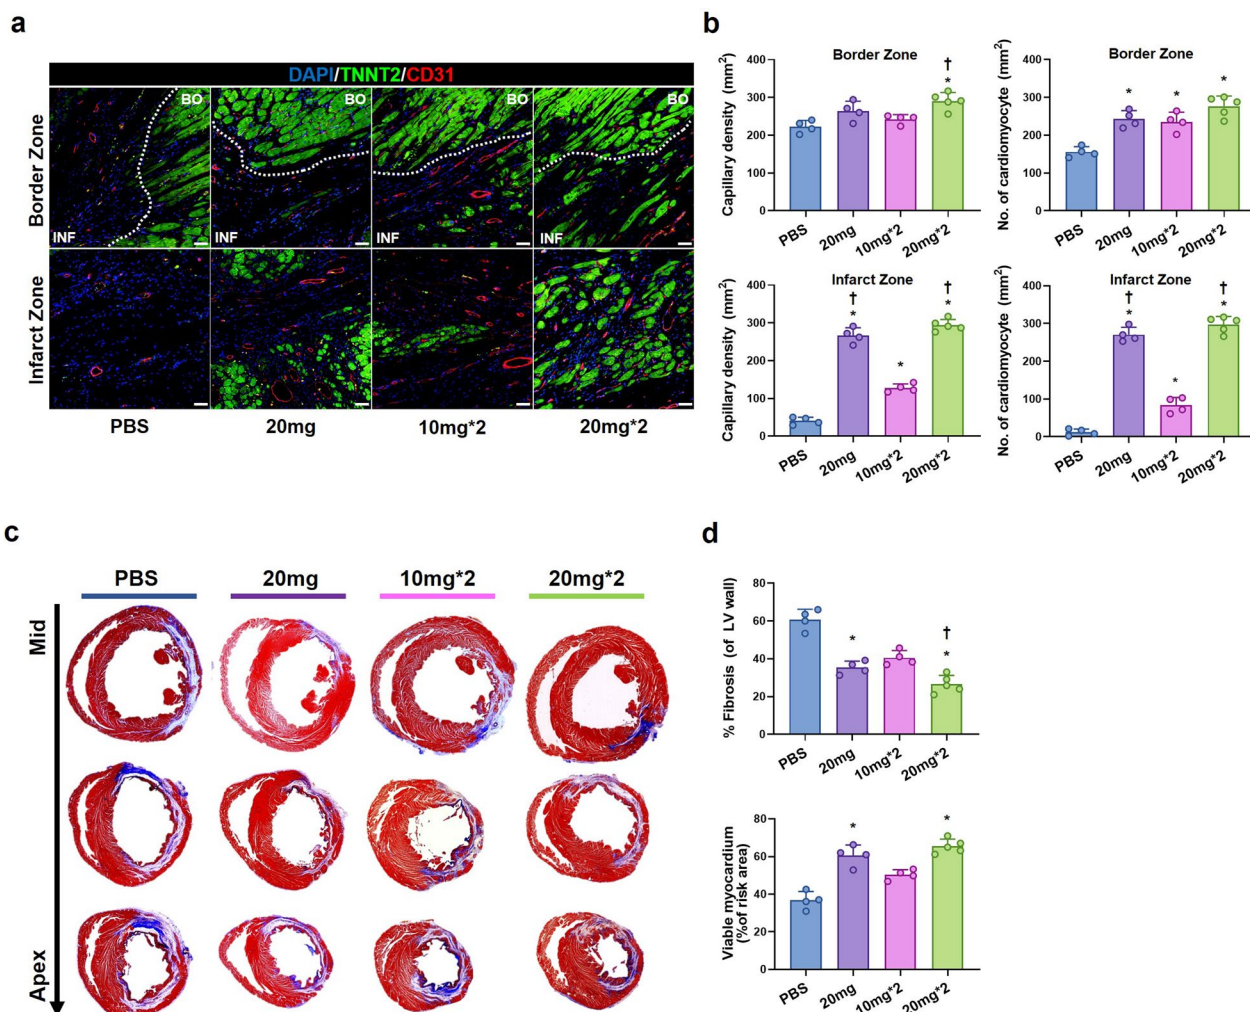 a
DAPI/TNNT2/CD31
Border Zone
BO
BO
BO
BO
INF
INF
INF
INF
Infarct Zone
PBS
20mg
10mg*2
20mg*2
b
Border Zone
Capillary density (mm²)
400
300
200
100
0
† *
PBS
20mg
10mg*2
20mg*2
Border Zone
No. of cardiomyocyte (mm²)
400
300
200
100
0
* * *
PBS
20mg
10mg*2
20mg*2
Infarct Zone
Capillary density (mm²)
400
300
200
100
0
† * * † *
PBS
20mg
10mg*2
20mg*2
Infarct Zone
No. of cardiomyocyte (mm²)
400
300
200
100
0
† * * † *
PBS
20mg
10mg*2
20mg*2
c
PBS
20mg
10mg*2
20mg*2
Mid
Apex
d
% Fibrosis (of LV wall)
80
60
40
20
0
* † *
PBS
20mg
10mg*2
20mg*2
Viable myocardium
(%of risk area)
80
60
40
20
0
* *
PBS
20mg
10mg*2
20mg*2